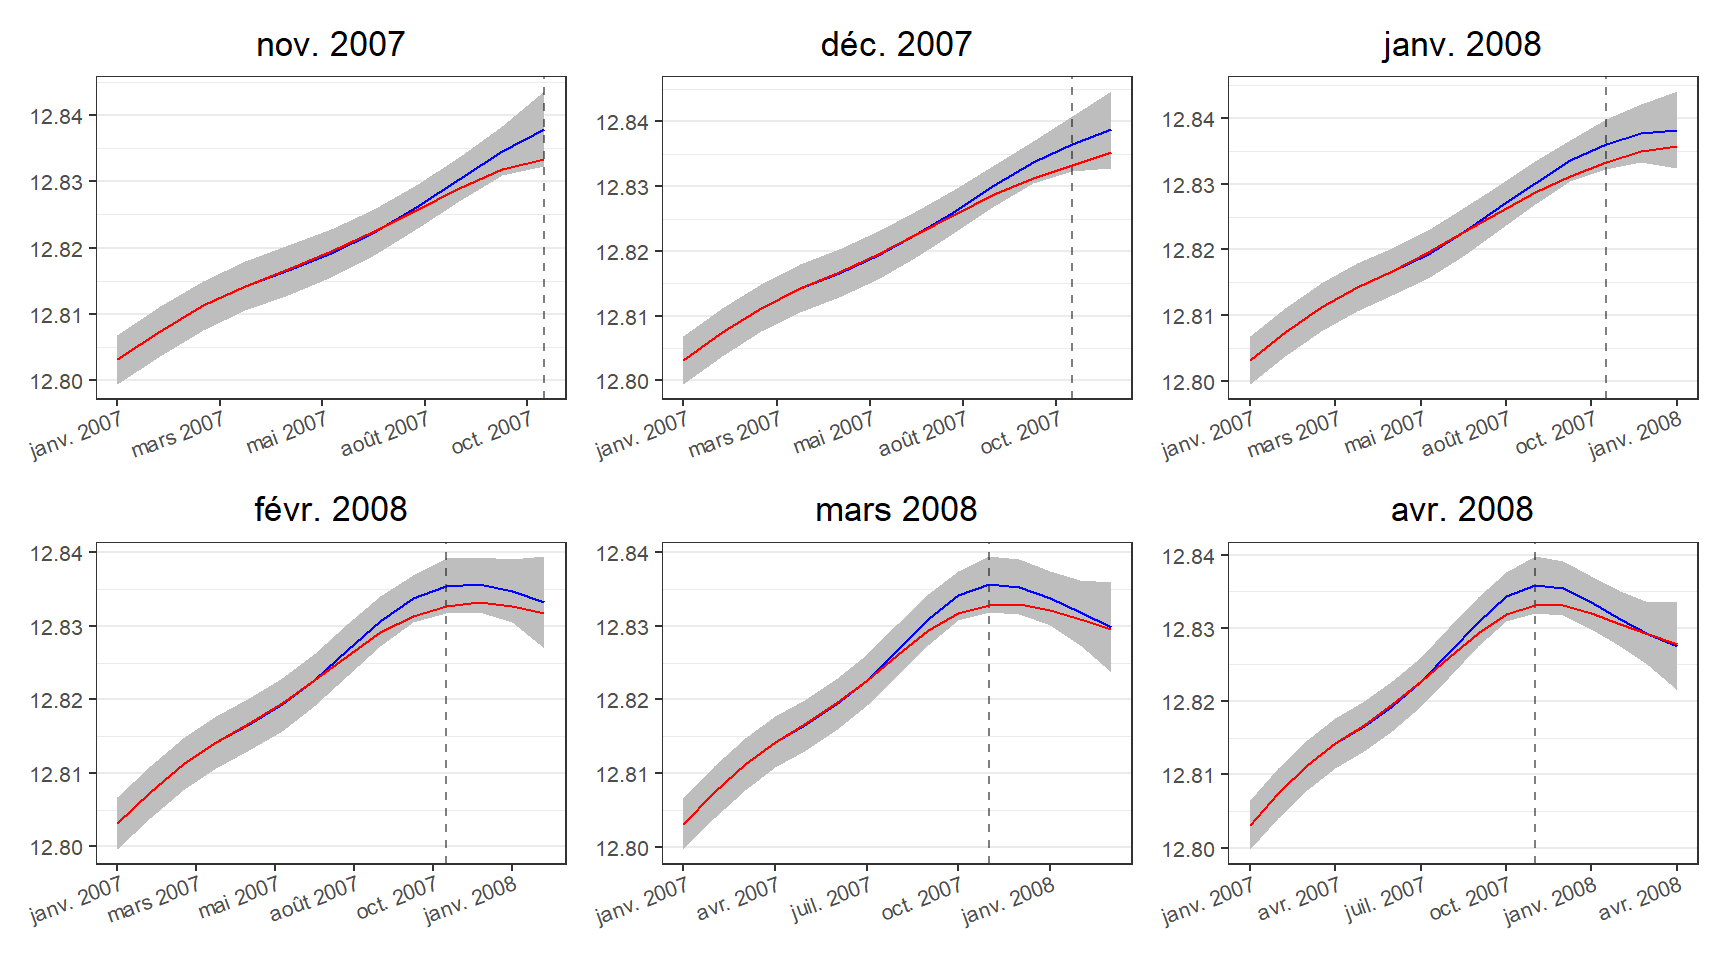 nov. 2007
12.84
12.83
12.82
12.81
12.80
janv. 2007
mars 2007
mai 2007
août 2007
oct. 2007
déc. 2007
12.84
12.83
12.82
12.81
12.80
janv. 2007
mars 2007
mai 2007
août 2007
oct. 2007
janv. 2008
12.84
12.83
12.82
12.81
12.80
janv. 2007
mars 2007
mai 2007
août 2007
oct. 2007
janv. 2008
févr. 2008
12.84
12.83
12.82
12.81
12.80
janv. 2007
mars 2007
mai 2007
août 2007
oct. 2007
janv. 2008
mars 2008
12.84
12.83
12.82
12.81
12.80
janv. 2007
avr. 2007
juil. 2007
oct. 2007
janv. 2008
avr. 2008
12.84
12.83
12.82
12.81
12.80
janv. 2007
avr. 2007
juil. 2007
oct. 2007
janv. 2008
avr. 2008